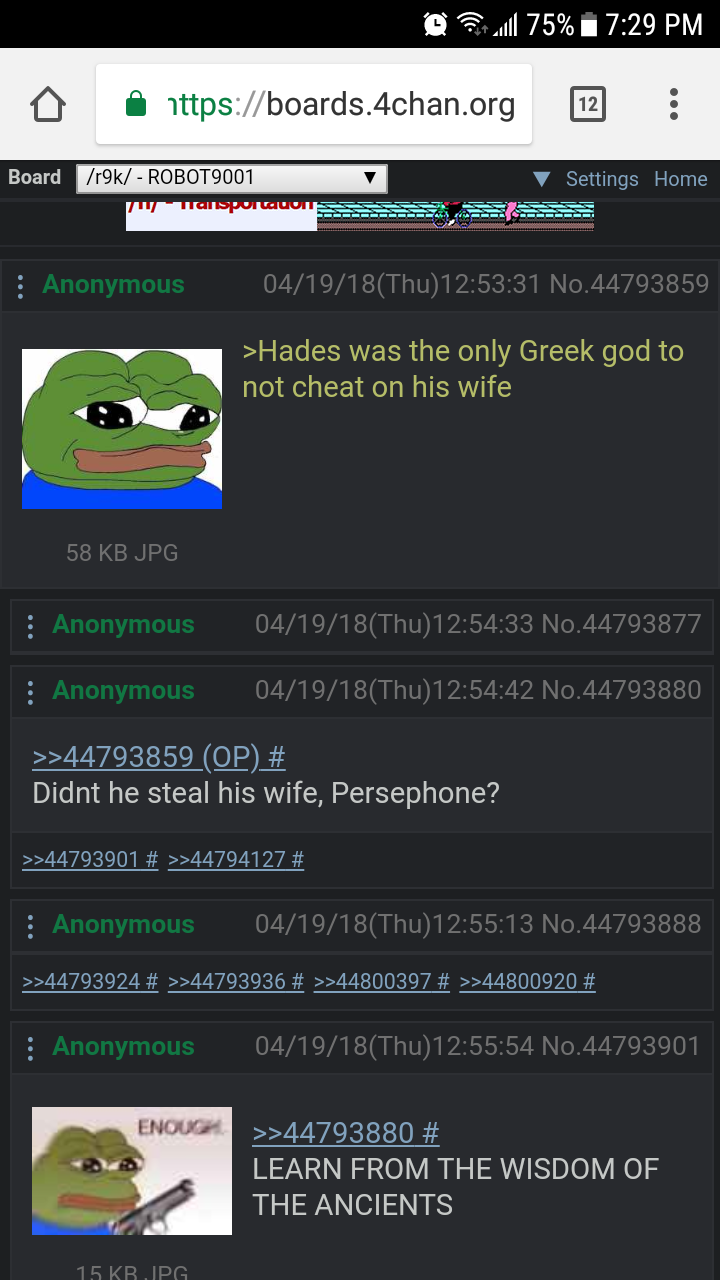 75% 7:29 PM
https://boards.4chan.org
12
Board /r9k/ - ROBOT9001 ▼ ▼ Settings Home
/n/ - Transportation
Anonymous 04/19/18(Thu)12:53:31 No.44793859
>Hades was the only Greek god to
not cheat on his wife
58 KB JPG
Anonymous 04/19/18(Thu)12:54:33 No.44793877
Anonymous 04/19/18(Thu)12:54:42 No.44793880
>>44793859 (OP) #
Didnt he steal his wife, Persephone?
>>44793901 # >>44794127 #
Anonymous 04/19/18(Thu)12:55:13 No.44793888
>>44793924 # >>44793936 # >>44800397 # >>44800920 #
Anonymous 04/19/18(Thu)12:55:54 No.44793901
ENOUGH.
>>44793880 #
LEARN FROM THE WISDOM OF
THE ANCIENTS
15 KB JPG